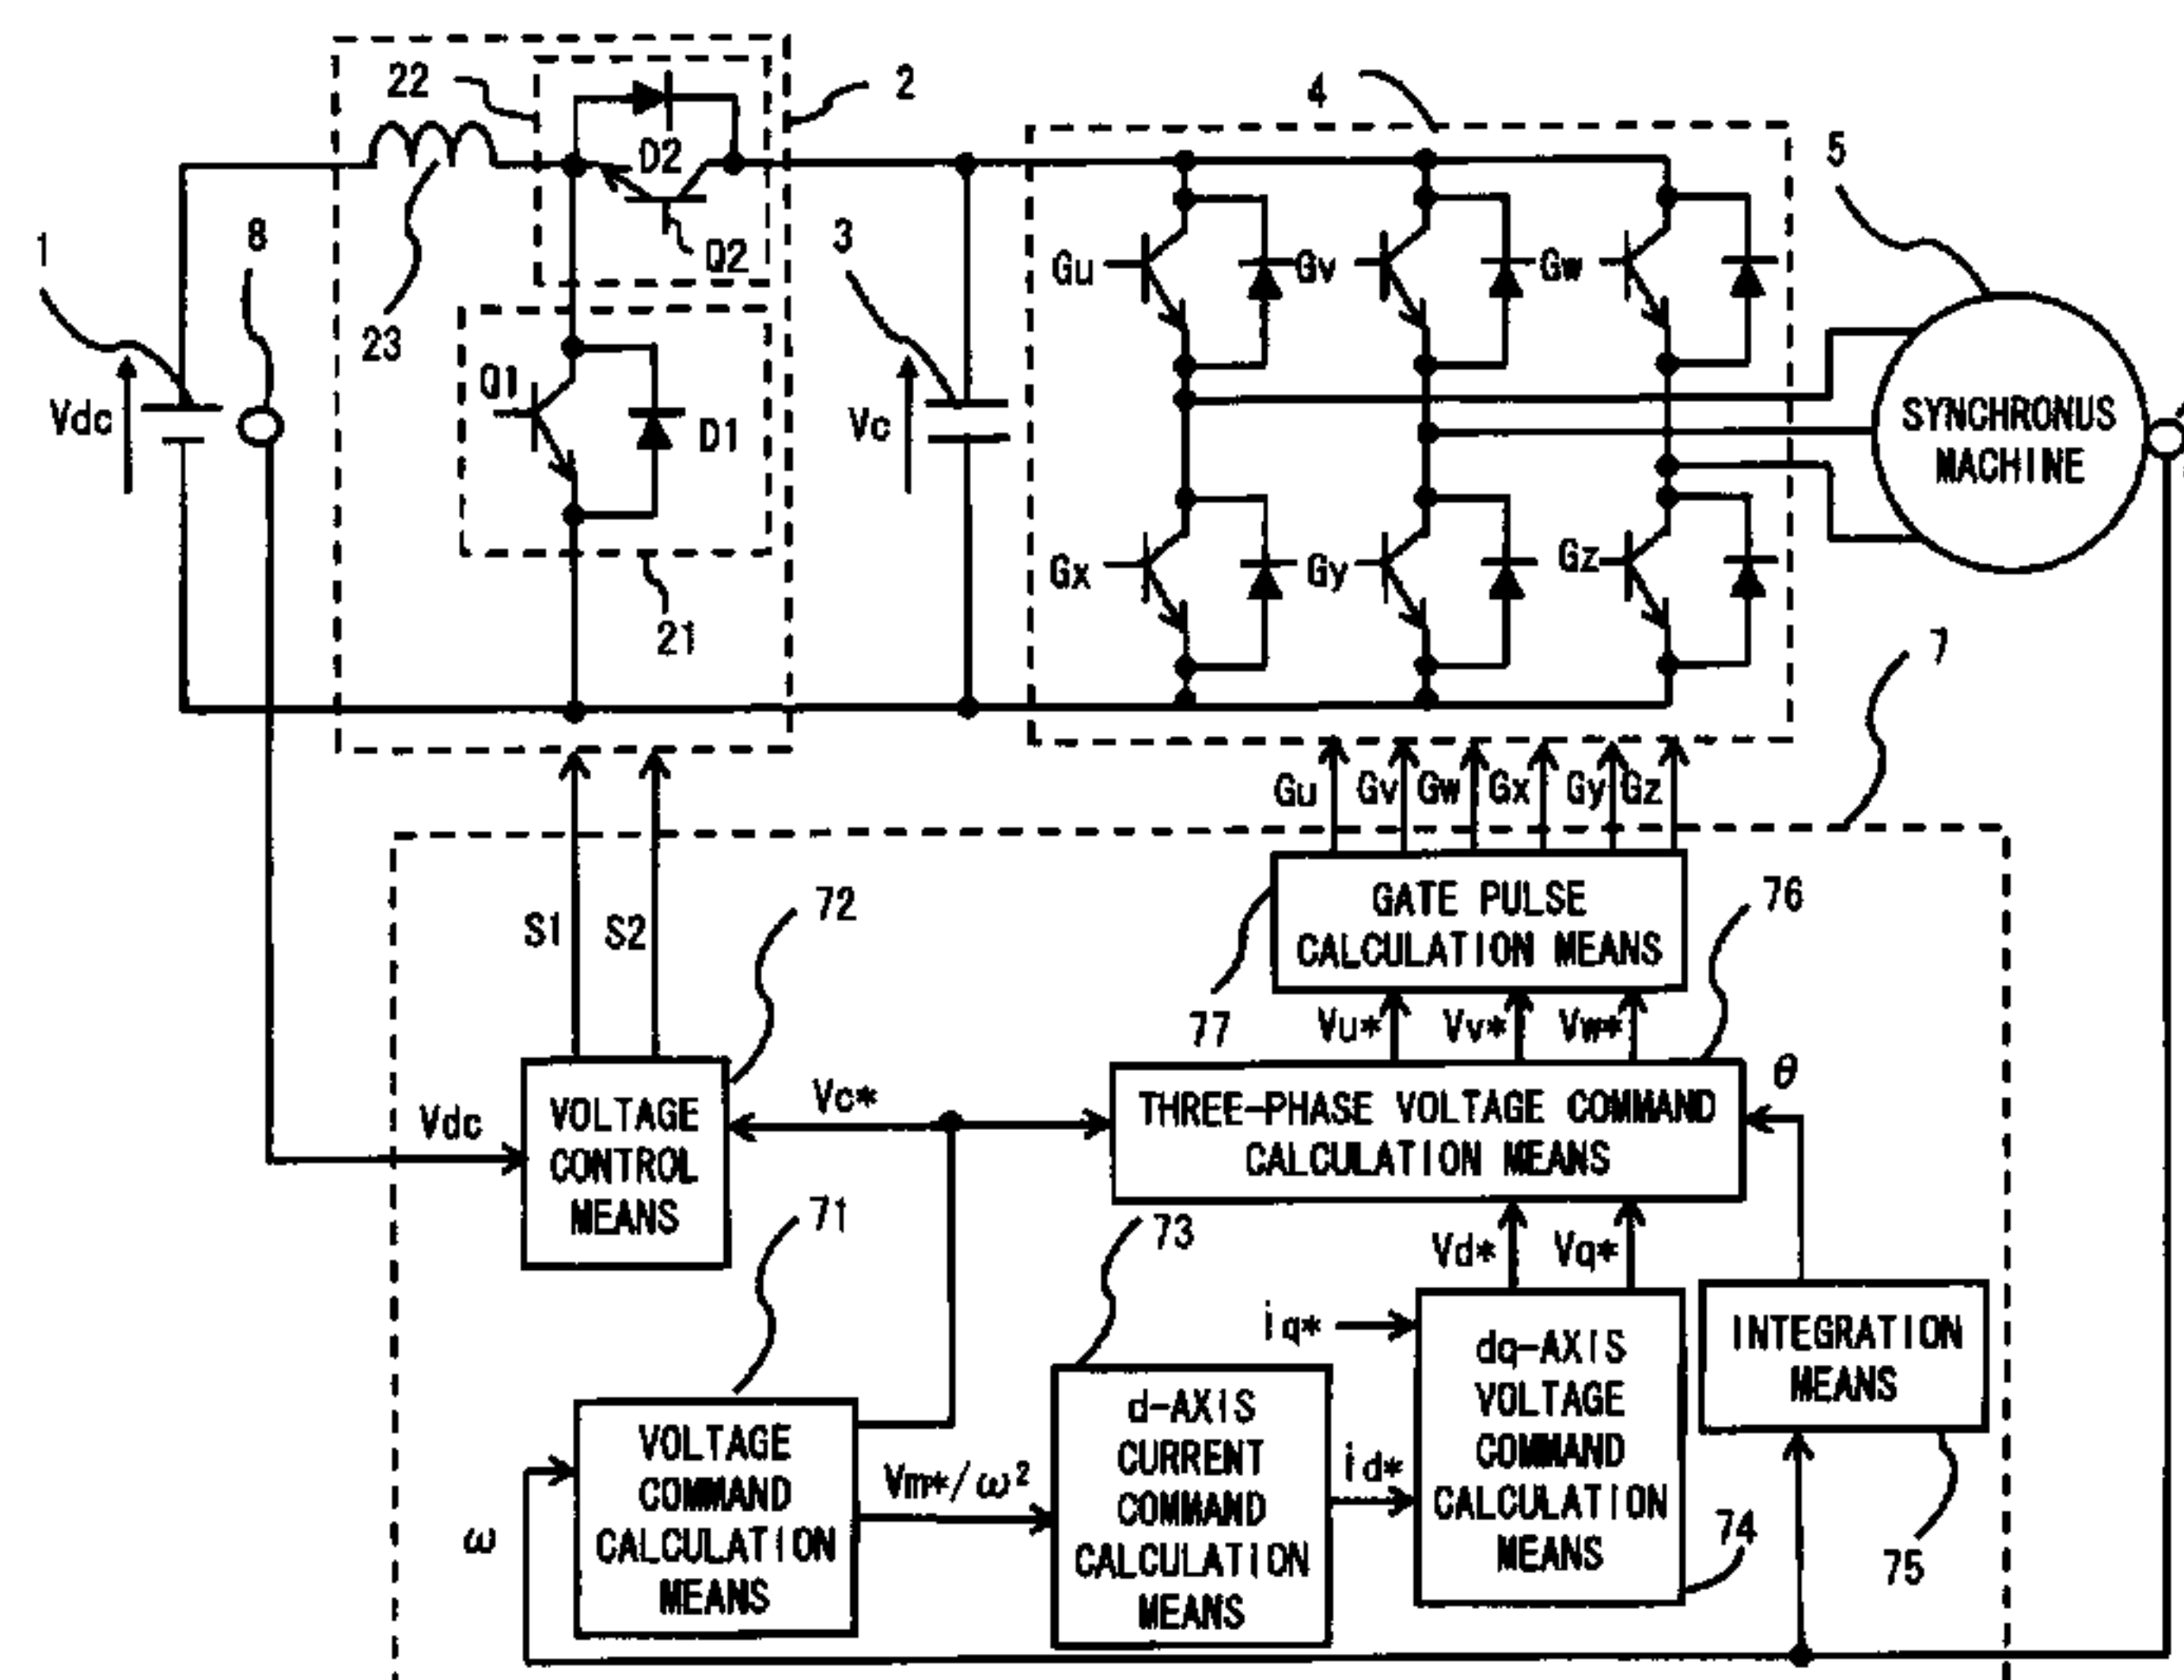 22
2
4
5
D2
Q2
1
8
23
3
Gu
Gv
Gw
Vdc
Q1
D1
Vc
SYNCHRONUS
MACHINE
Gx
Gy
Gz
21
7
Gu
Gv
Gw
Gx
Gy
Gz
S1
S2
72
GATE PULSE
CALCULATION MEANS
76
77
Vu*
Vv*
Vw*
θ
Vdc
VOLTAGE
CONTROL
MEANS
Vc*
THREE-PHASE VOLTAGE COMMAND
CALCULATION MEANS
71
73
Vd*
Vq*
iq*
dq-AXIS
VOLTAGE
COMMAND
CALCULATION
MEANS
INTEGRATION
MEANS
VOLTAGE
COMMAND
CALCULATION
MEANS
ω
Vm*/ω²
d-AXIS
CURRENT
COMMAND
CALCULATION
MEANS
id*
74
75